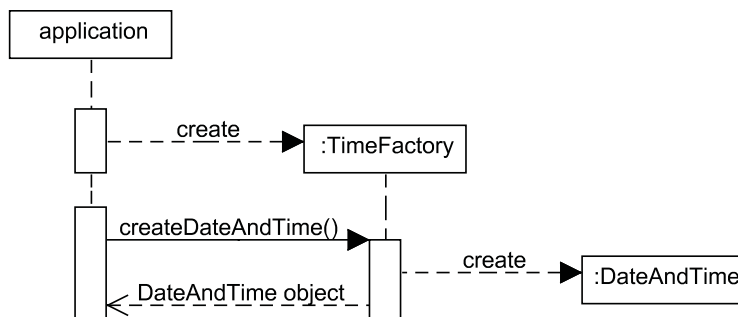 application
create
:TimeFactory
createDateAndTime()
create
:DateAndTime
DateAndTime object